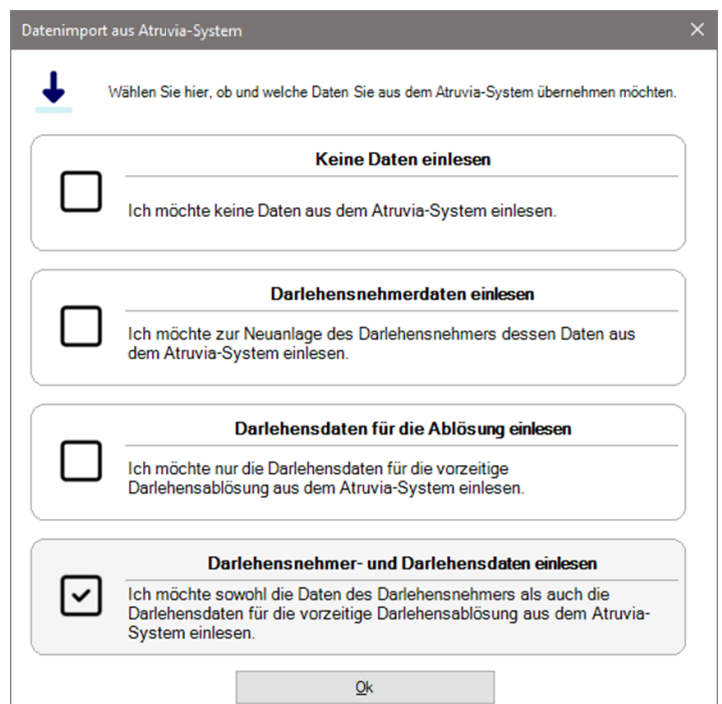 Datenimport aus Atruvia-System
Wählen Sie hier, ob und welche Daten Sie aus dem Atruvia-System übernehmen möchten.
Keine Daten einlesen
Ich möchte keine Daten aus dem Atruvia-System einlesen.
Darlehensnehmerdaten einlesen
Ich möchte zur Neuanlage des Darlehensnehmers dessen Daten aus
dem Atruvia-System einlesen.
Darlehensdaten für die Ablösung einlesen
Ich möchte nur die Darlehensdaten für die vorzeitige
Darlehensablösung aus dem Atruvia-System einlesen.
Darlehensnehmer- und Darlehensdaten einlesen
Ich möchte sowohl die Daten des Darlehensnehmers als auch die
Darlehensdaten für die vorzeitige Darlehensablösung aus dem Atruvia-
System einlesen.
Ok